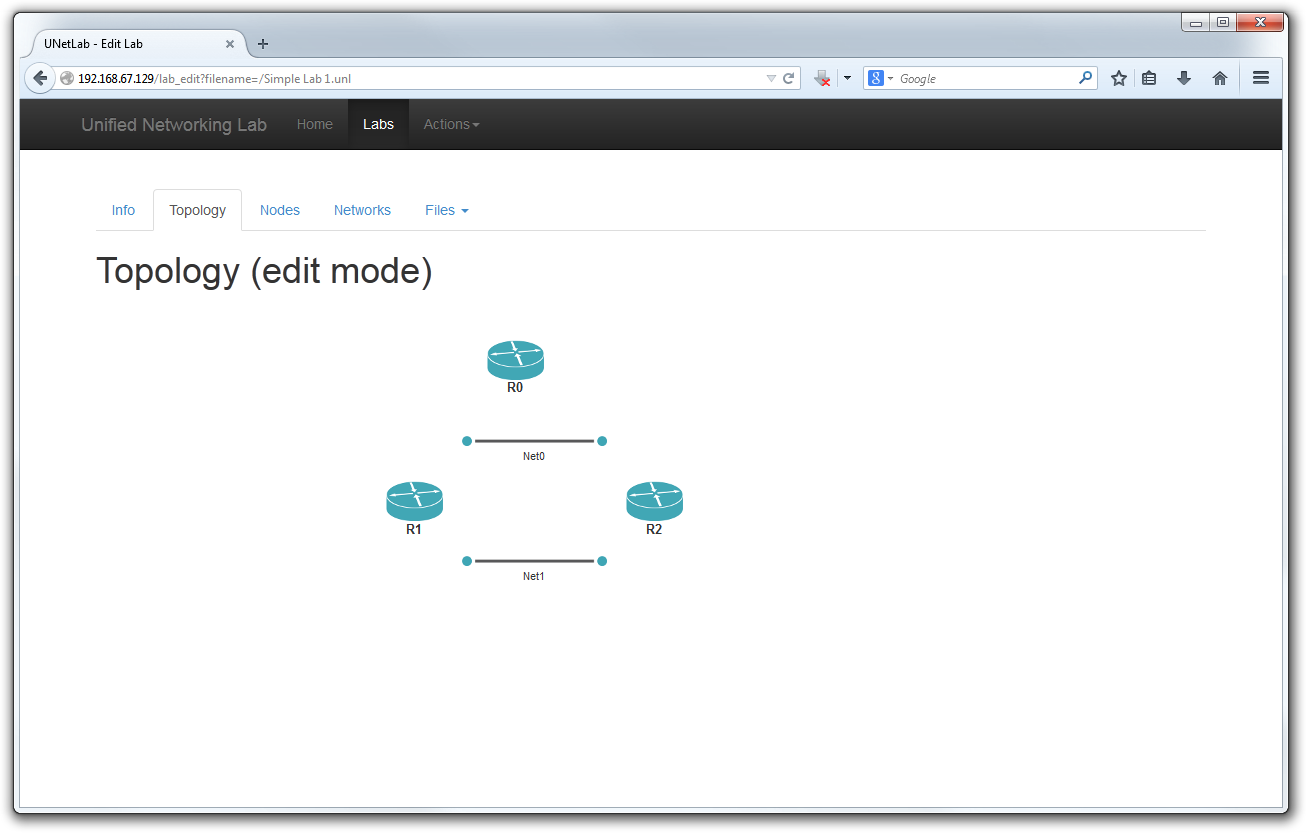 UNetLab - Edit Lab
192.168.67.129/lab_edit?filename=/Simple Lab 1.unl
8 Google
Unified Networking Lab Home Labs Actions
Info Topology Nodes Networks Files
Topology (edit mode)
R0
Net0
R1 R2
Net1